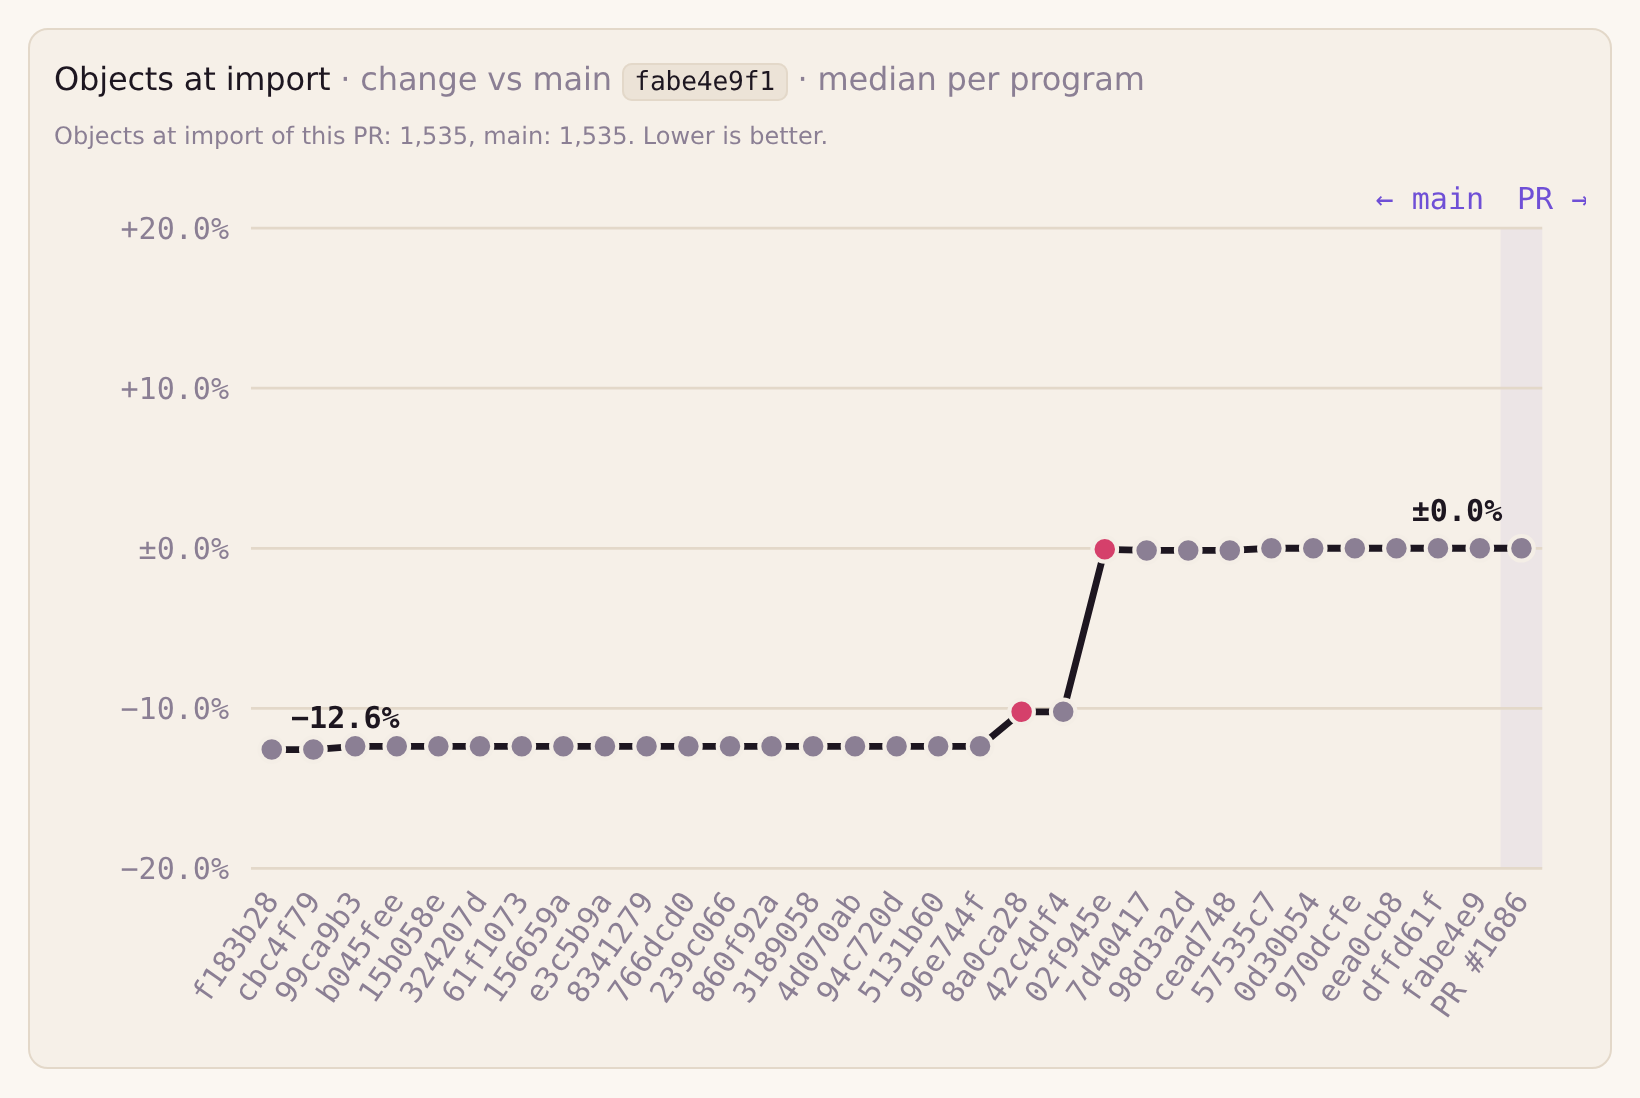 Objects at import · change vs main fabe4e9f1 · median per program
Objects at import of this PR: 1,535, main: 1,535. Lower is better.
← main PR →
+20.0%
+10.0%
±0.0%
−10.0%
−20.0%
±0.0%
−12.6%
f183b28
cbc4f79
99ca9b3
b045fee
15b058e
324207d
61f1073
156659a
e3c5b9a
8341279
766dcd0
239c066
860f92a
3189058
4d070ab
94c720d
5131b60
96e744f
8a0ca28
42c4df4
02f945e
7d40417
98d3a2d
cead748
57535c7
0d30b54
970dcfe
eea0cb8
dffd61f
fabe4e9
PR #1686